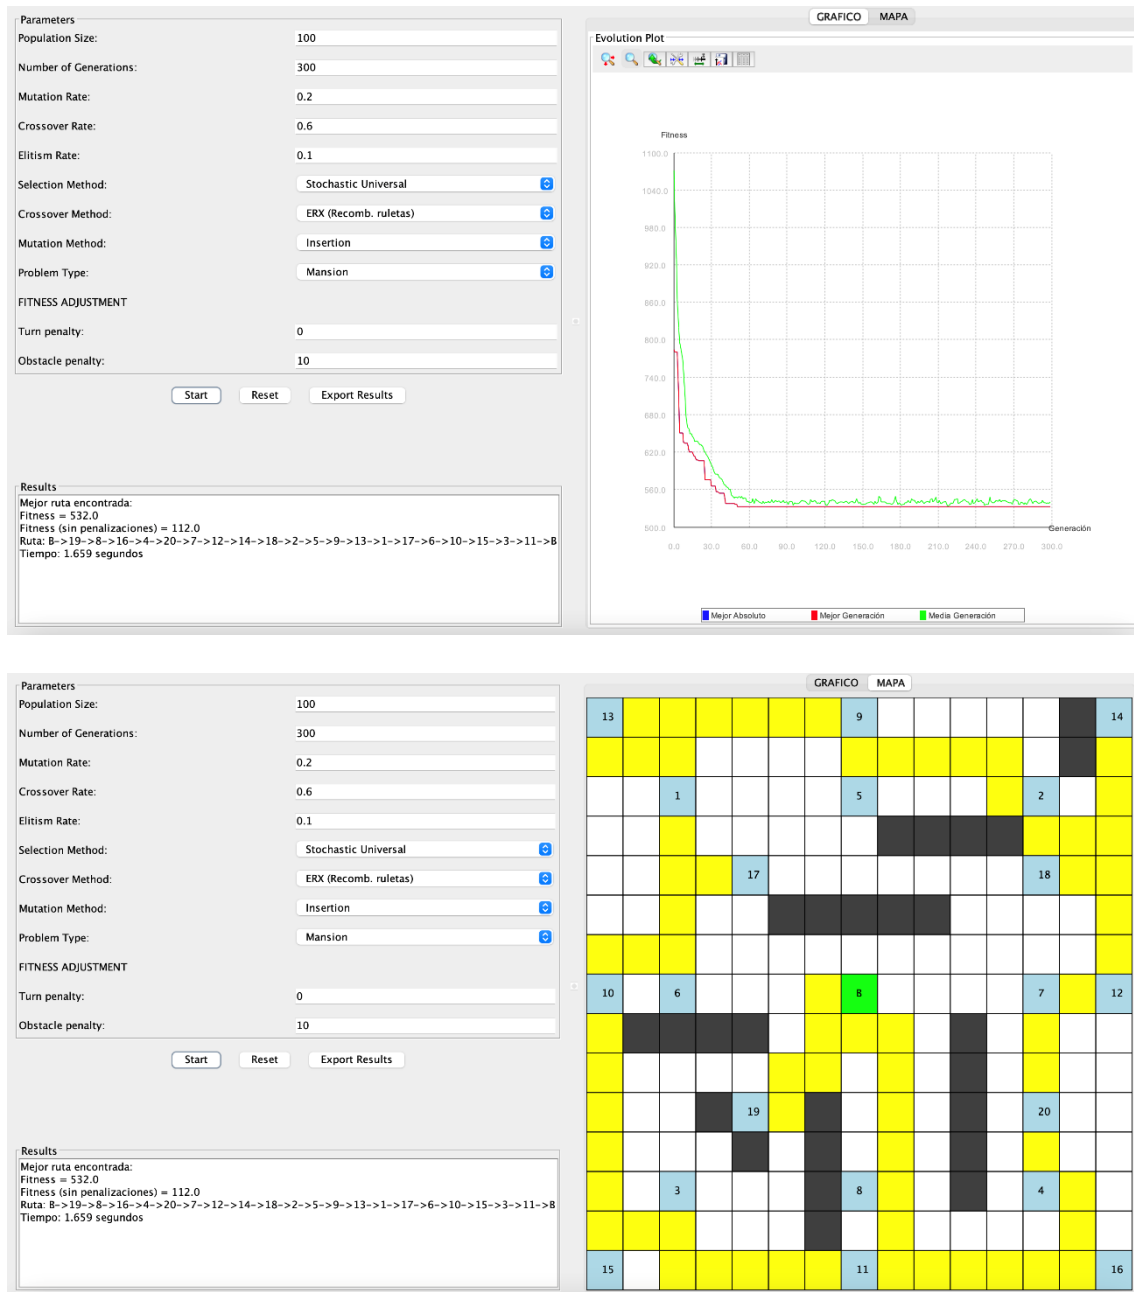 Parameters
Population Size: 100
Number of Generations: 300
Mutation Rate: 0.2
Crossover Rate: 0.6
Elitism Rate: 0.1
Selection Method: Stochastic Universal
Crossover Method: ERX (Recomb. ruletas)
Mutation Method: Insertion
Problem Type: Mansion
FITNESS ADJUSTMENT
Turn penalty: 0
Obstacle penalty: 10
Start Reset Export Results
Results
Mejor ruta encontrada:
Fitness = 532.0
Fitness (sin penalizaciones) = 112.0
Ruta: B->19->8->16->4->20->7->12->14->18->2->5->9->13->1->17->6->10->15->3->11->B
Tiempo: 1.659 segundos
GRAFICO MAPA
Evolution Plot
Fitness
1100.0
1040.0
980.0
920.0
860.0
800.0
740.0
680.0
620.0
560.0
500.0
Generación
0.0 30.0 60.0 90.0 120.0 150.0 180.0 210.0 240.0 270.0 300.0
Mejor Absoluto Mejor Generación Media Generación
Parameters
Population Size: 100
Number of Generations: 300
Mutation Rate: 0.2
Crossover Rate: 0.6
Elitism Rate: 0.1
Selection Method: Stochastic Universal
Crossover Method: ERX (Recomb. ruletas)
Mutation Method: Insertion
Problem Type: Mansion
FITNESS ADJUSTMENT
Turn penalty: 0
Obstacle penalty: 10
Start Reset Export Results
Results
Mejor ruta encontrada:
Fitness = 532.0
Fitness (sin penalizaciones) = 112.0
Ruta: B->19->8->16->4->20->7->12->14->18->2->5->9->13->1->17->6->10->15->3->11->B
Tiempo: 1.659 segundos
GRAFICO MAPA
13 9 14
1 5 2
17 18
10 6 B 7 12
19 20
3 8 4
15 11 16